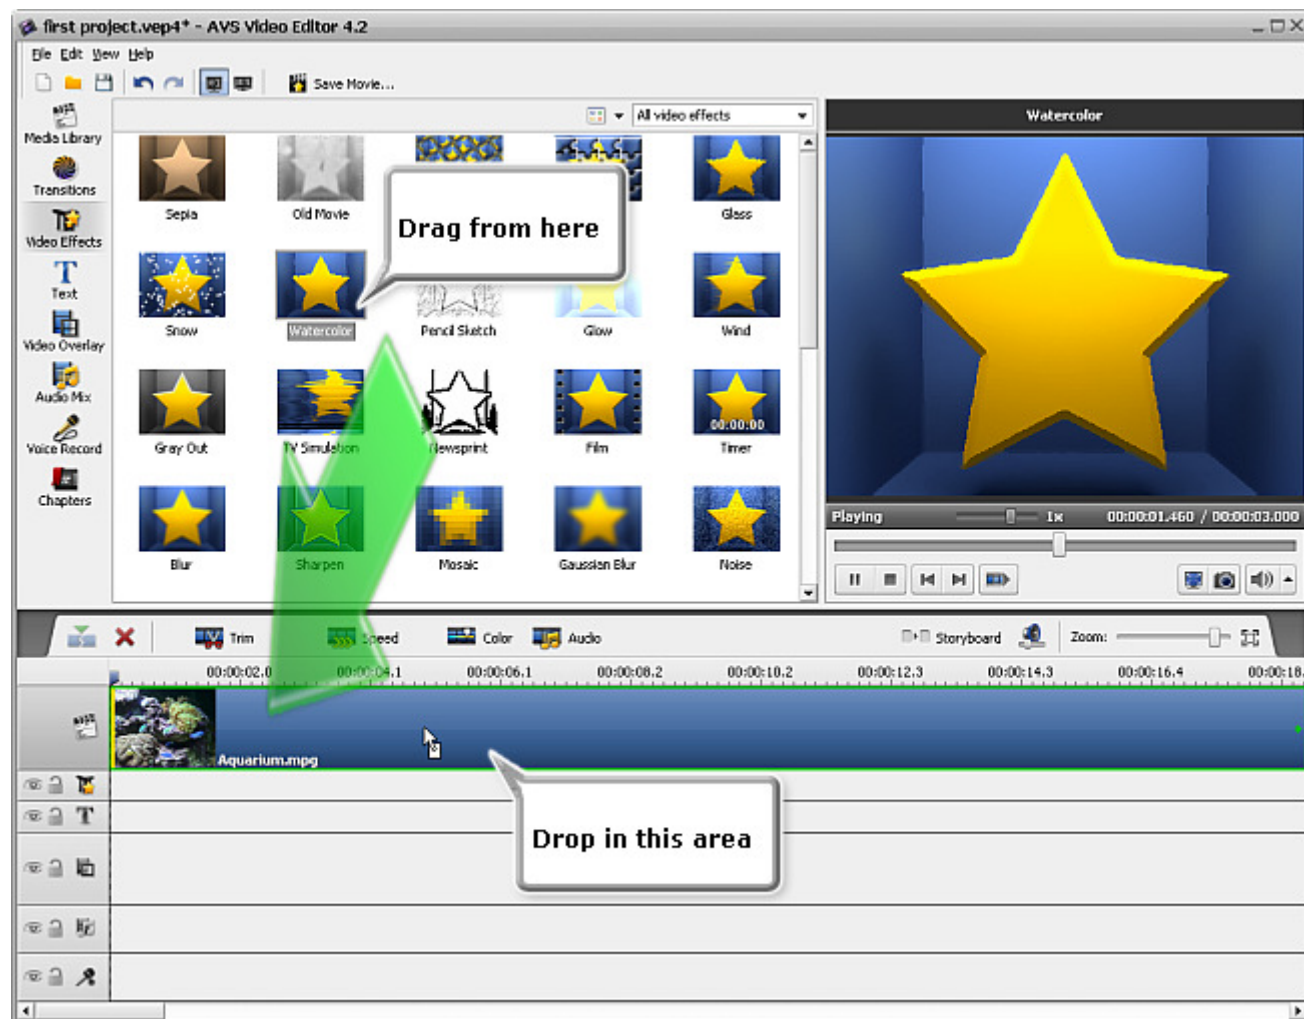 first project.vep4* - AVS Video Editor 4.2
File Edit View Help
Save Movie...
Media Library
Transitions
Video Effects
Text
Video Overlay
Audio Mix
Voice Record
Chapters
All video effects
Sepia
Old Movie
Glass
Drag from here
Snow
Watercolor
Pencil Sketch
Glow
Wind
00:00:00
Gray Out
TV Simulation
Newsprint
Film
Timer
Blur
Sharpen
Mosaic
Gaussian Blur
Noise
Watercolor
Playing
1x
00:00:01.460 / 00:00:03.000
Trim
Speed
Color
Audio
Storyboard
Zoom:
00:00:02.0 00:00:04.1 00:00:06.1 00:00:08.2 00:00:10.2 00:00:12.3 00:00:14.3 00:00:16.4 00:00:18.
Aquarium.mpg
T
Drop in this area